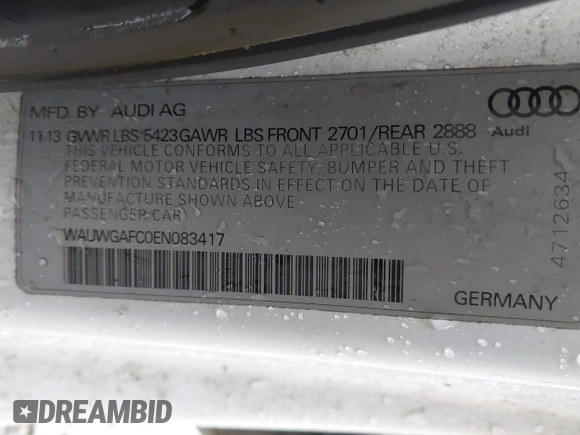 MFD. BY AUDI AG
11-13 GVWR LBS 5423 GAWR LBS FRONT 2701/REAR 2888
Audi
THIS VEHICLE CONFORMS TO ALL APPLICABLE U.S.
FEDERAL MOTOR VEHICLE SAFETY, BUMPER AND THEFT
PREVENTION STANDARDS IN EFFECT ON THE DATE OF
MANUFACTURE SHOWN ABOVE
PASSENGER CAR
WAUWGAFC0EN083417
4712634
GERMANY
DREAMBID